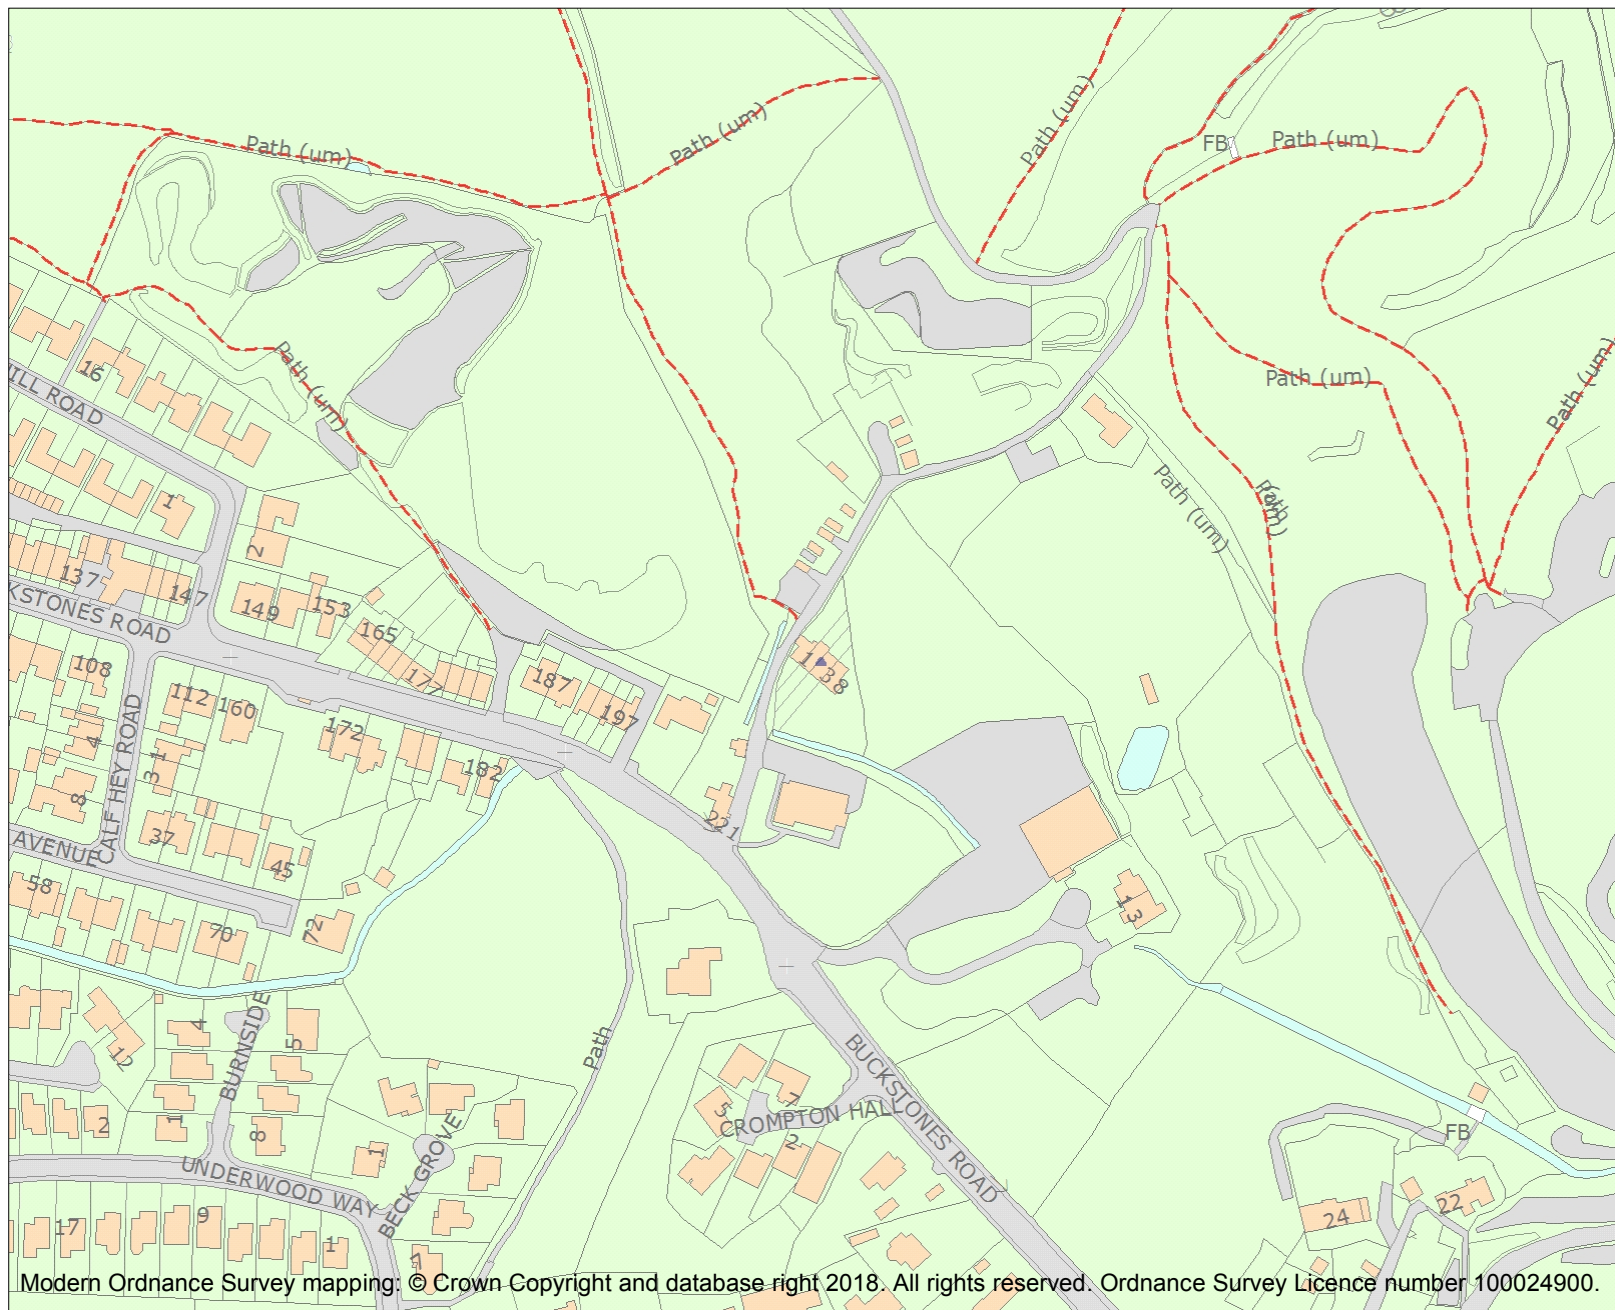 Path (um)
Path (um)
Path (um)
FB
Path (um)
Path (um)
Path (um)
Path (um)
Path (um)
Path
(um)
16
ILL ROAD
1
2
137
147
149
153
165
177
187
197
KSTONES ROAD
108
112
160
172
182
4
3
1
8
CALF HEY ROAD
37
45
AVENUE
58
70
72
138
221
13
Path
4
5
12
BURNSIDE
2
1
8
1
BECK GROVE
UNDERWOOD WAY
17
9
1
7
5
7
CROMPTON HALL
2
BUCKSTONES ROAD
FB
24
22
Modern Ordnance Survey mapping: © Crown Copyright and database right 2018. All rights reserved. Ordnance Survey Licence number 100024900.